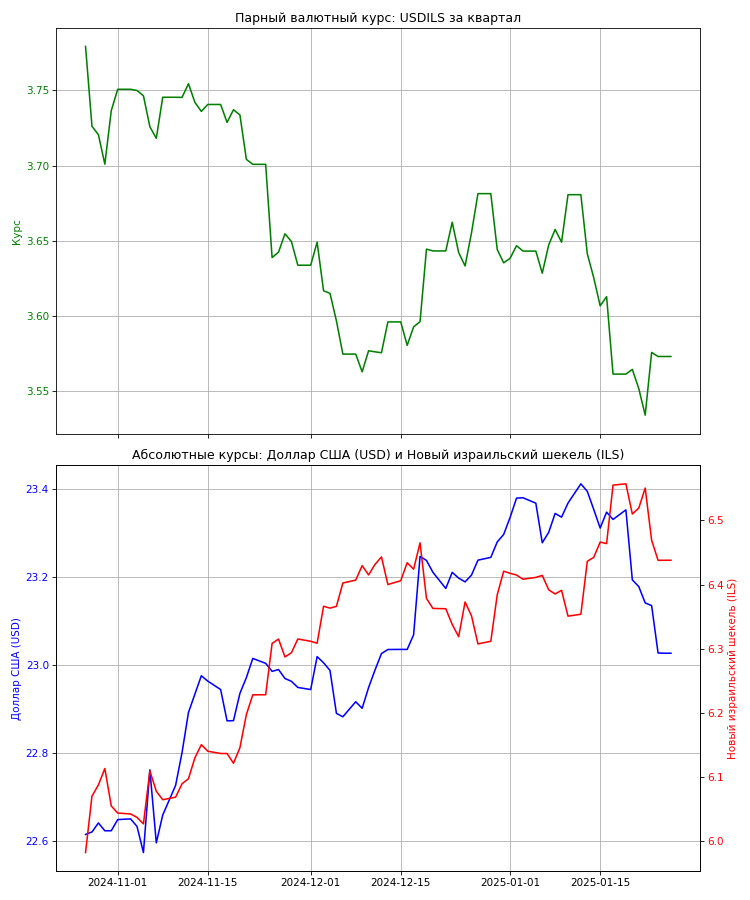 Парный валютный курс: USDILS за квартал
3.75
3.70
3.65
3.60
3.55
Курс
Абсолютные курсы: Доллар США (USD) и Новый израильский шекель (ILS)
23.4
23.2
23.0
22.8
22.6
Доллар США (USD)
6.5
6.4
6.3
6.2
6.1
6.0
Новый израильский шекель (ILS)
2024-11-01 2024-11-15 2024-12-01 2024-12-15 2025-01-01 2025-01-15